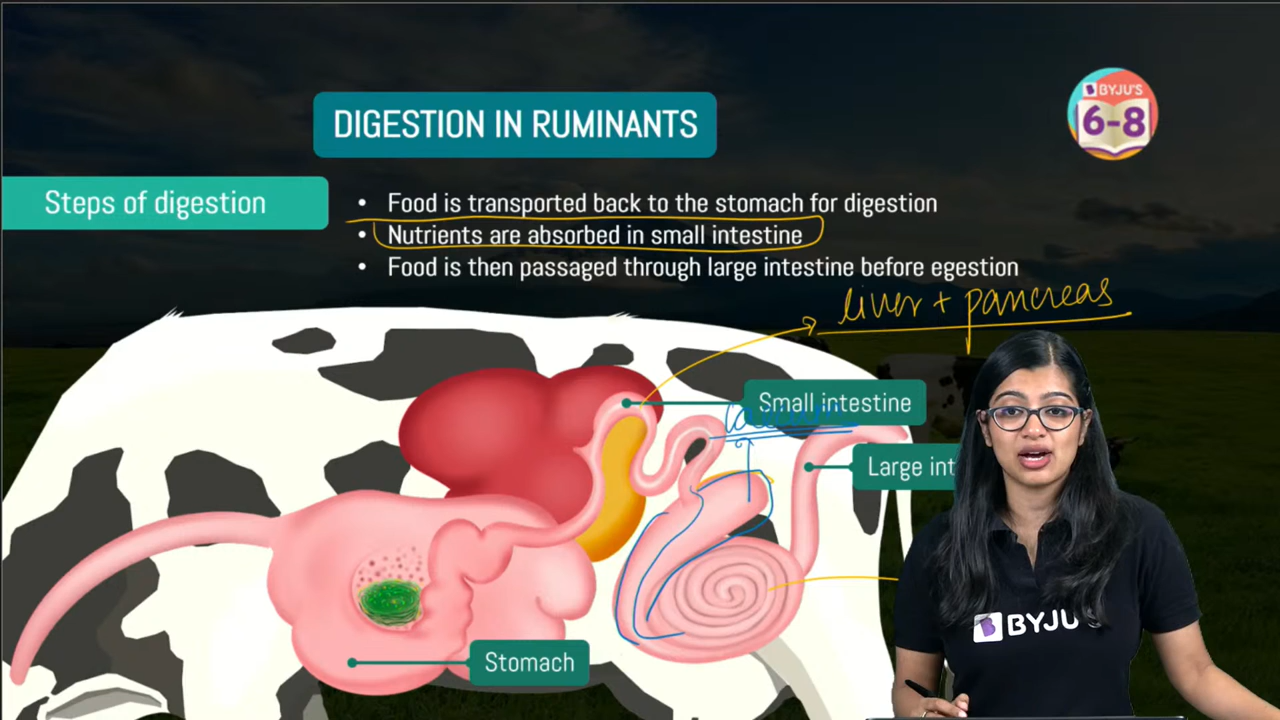 BYJU'S
6-8
DIGESTION IN RUMINANTS
Steps of digestion
• Food is transported back to the stomach for digestion
• Nutrients are absorbed in small intestine
• Food is then passaged through large intestine before egestion
liver + pancreas
Small intestine
Large int
Stomach
BYJU